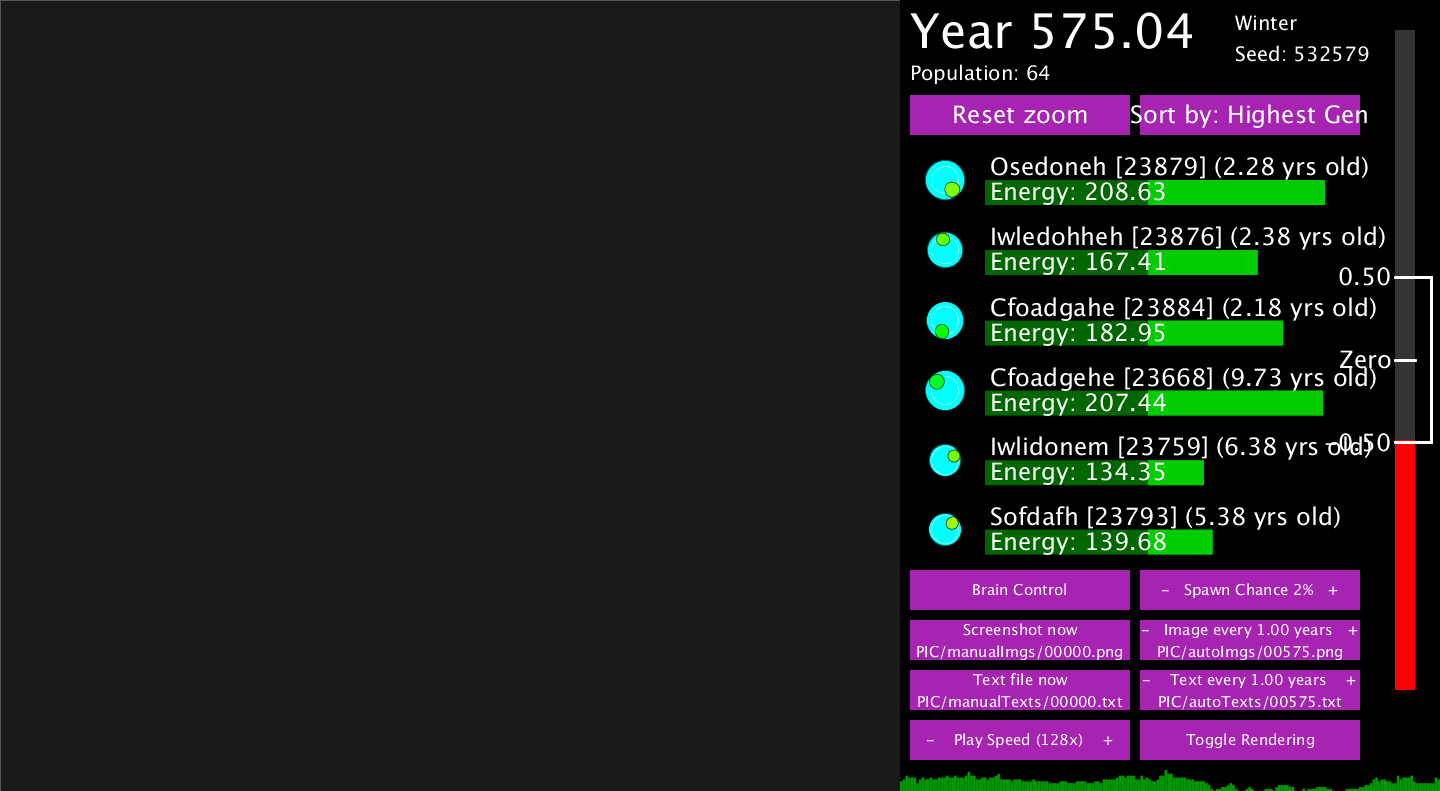 Year 575.04
Winter
Seed: 532579
Population: 64
Reset zoom
Sort by: Highest Gen
Osedoneh [23879] (2.28 yrs old)
Energy: 208.63
Iwledohheh [23876] (2.38 yrs old)
Energy: 167.41
0.50
Cfoadgahe [23884] (2.18 yrs old)
Energy: 182.95
Zero
Cfoadgehe [23668] (9.73 yrs old)
Energy: 207.44
-0.50
Iwlidonem [23759] (6.38 yrs old)
Energy: 134.35
Sofdafh [23793] (5.38 yrs old)
Energy: 139.68
Brain Control
- Spawn Chance 2% +
Screenshot now
PIC/manualImgs/00000.png
- Image every 1.00 years +
PIC/autoImgs/00575.png
Text file now
PIC/manualTexts/00000.txt
- Text every 1.00 years +
PIC/autoTexts/00575.txt
- Play Speed (128x) +
Toggle Rendering